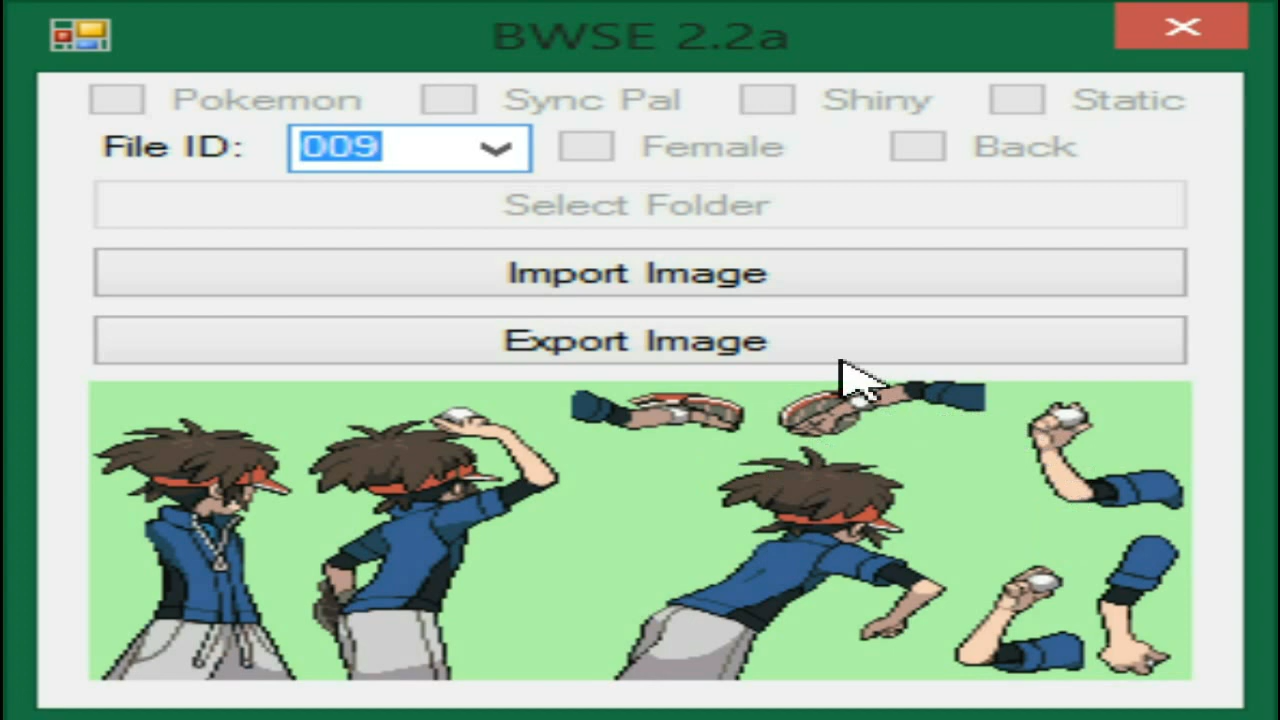 BWSE 2.2a
Pokemon Sync Pal Shiny Static
File ID: 009 Female Back
Select Folder
Import Image
Export Image